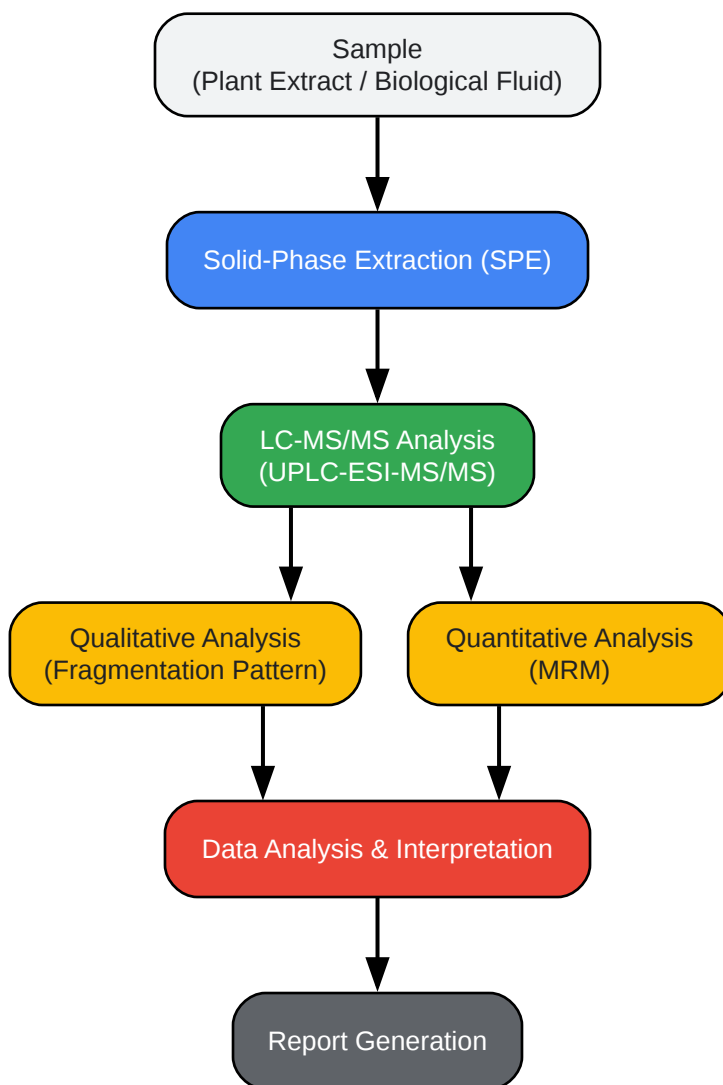 Sample
(Plant Extract / Biological Fluid)
Solid-Phase Extraction (SPE)
LC-MS/MS Analysis
(UPLC-ESI-MS/MS)
Qualitative Analysis
(Fragmentation Pattern)
Quantitative Analysis
(MRM)
Data Analysis & Interpretation
Report Generation